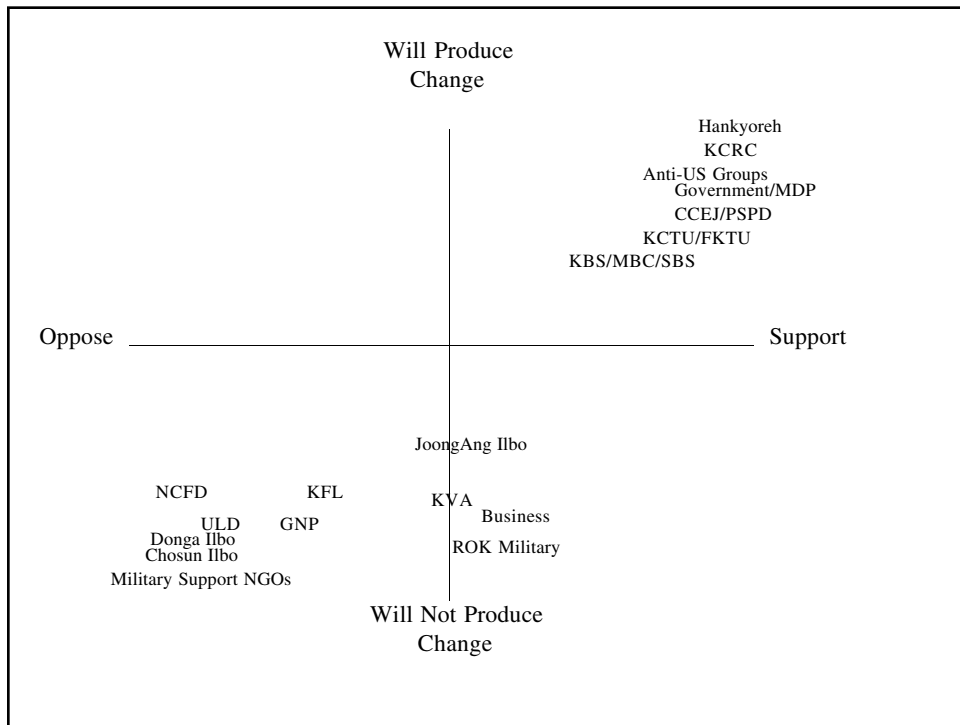 Will Produce
Change
Hankyoreh
KCRC
Anti-US Groups
Government/MDP
CCEJ/PSPD
KCTU/FKTU
KBS/MBC/SBS
Oppose
Support
JoongAng Ilbo
NCFD
KFL
KVA
Business
ULD
GNP
Donga Ilbo
ROK Military
Chosun Ilbo
Military Support NGOs
Will Not Produce
Change